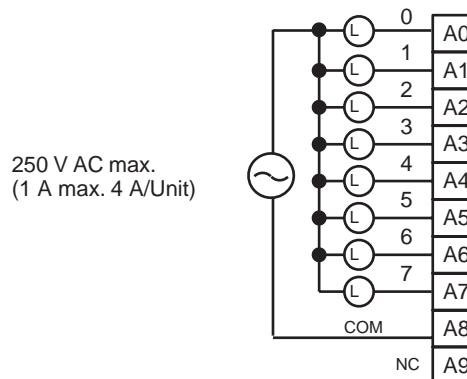 0
L A0
1
L A1
2
L A2
3
L A3
250 V AC max.
(1 A max. 4 A/Unit)
4
L A4
5
L A5
6
L A6
7
L A7
COM A8
NC A9